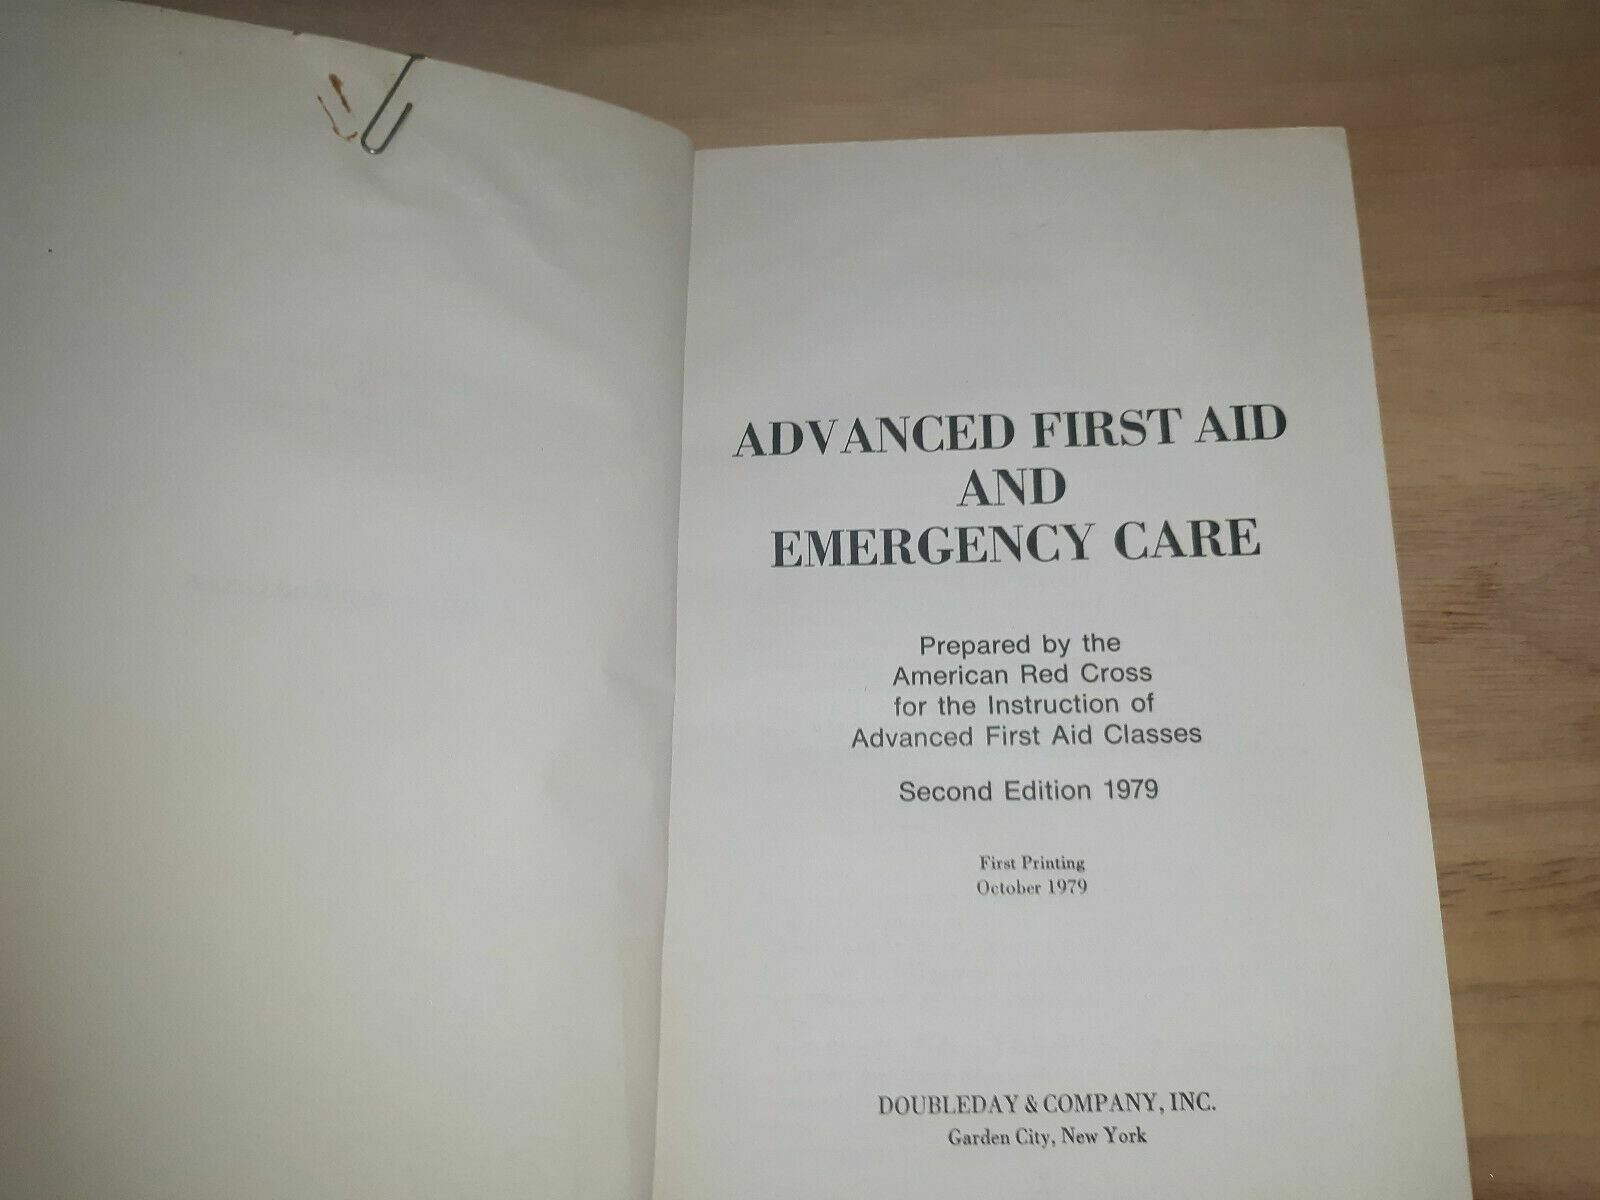 ADVANCED FIRST AID
AND
EMERGENCY CARE
Prepared by the
American Red Cross
for the Instruction of
Advanced First Aid Classes
Second Edition 1979
First Printing
October 1979
DOUBLEDAY & COMPANY, INC.
Garden City, New York